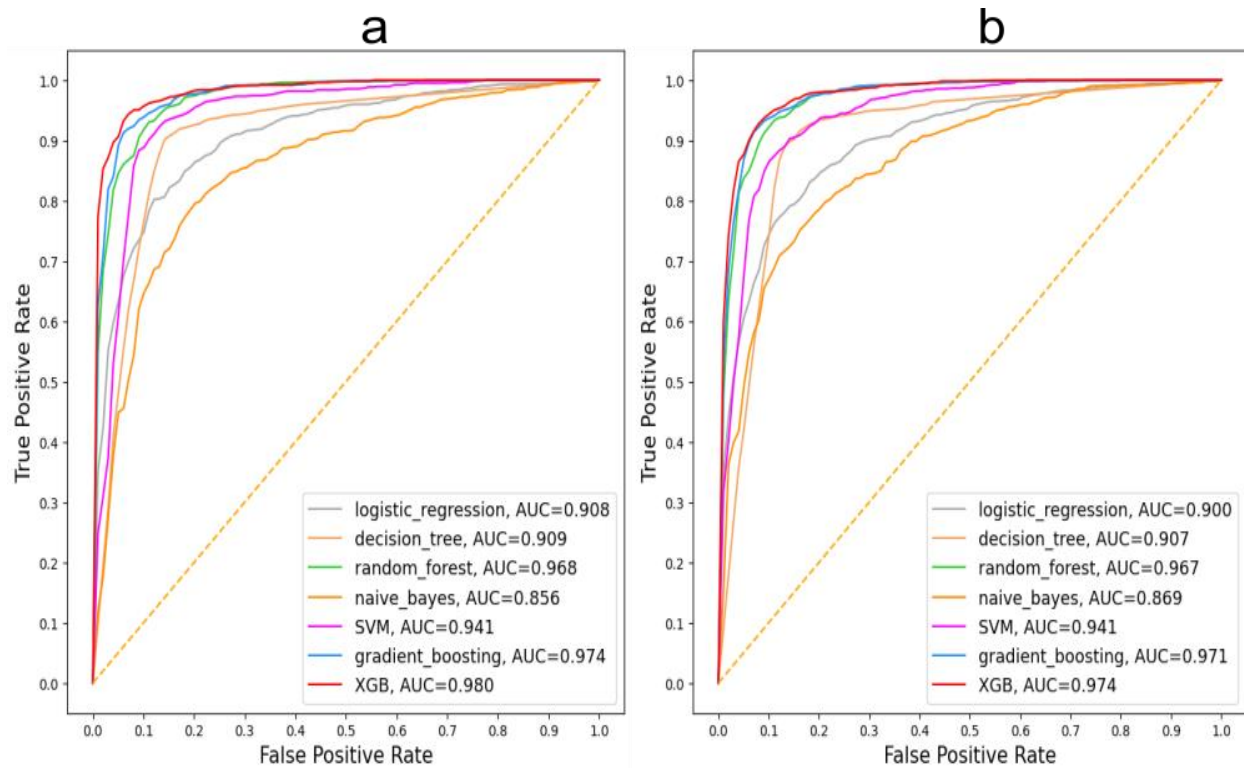 a
b
True Positive Rate
1.0
0.9
0.8
0.7
0.6
0.5
0.4
0.3
0.2
0.1
0.0
logistic_regression, AUC=0.908
decision_tree, AUC=0.909
random_forest, AUC=0.968
naive_bayes, AUC=0.856
SVM, AUC=0.941
gradient_boosting, AUC=0.974
XGB, AUC=0.980
0.0 0.1 0.2 0.3 0.4 0.5 0.6 0.7 0.8 0.9 1.0
False Positive Rate
True Positive Rate
1.0
0.9
0.8
0.7
0.6
0.5
0.4
0.3
0.2
0.1
0.0
logistic_regression, AUC=0.900
decision_tree, AUC=0.907
random_forest, AUC=0.967
naive_bayes, AUC=0.869
SVM, AUC=0.941
gradient_boosting, AUC=0.971
XGB, AUC=0.974
0.0 0.1 0.2 0.3 0.4 0.5 0.6 0.7 0.8 0.9 1.0
False Positive Rate